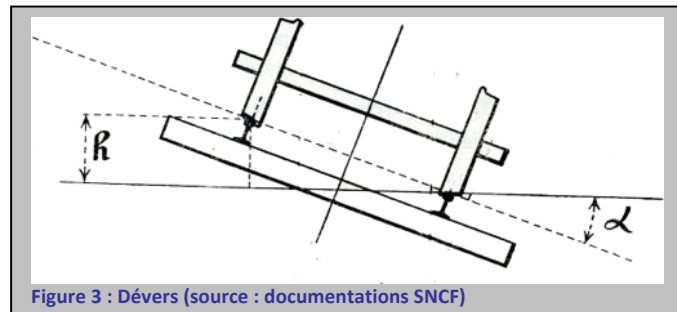 h
α
Figure 3 : Dévers (source : documentations SNCF)